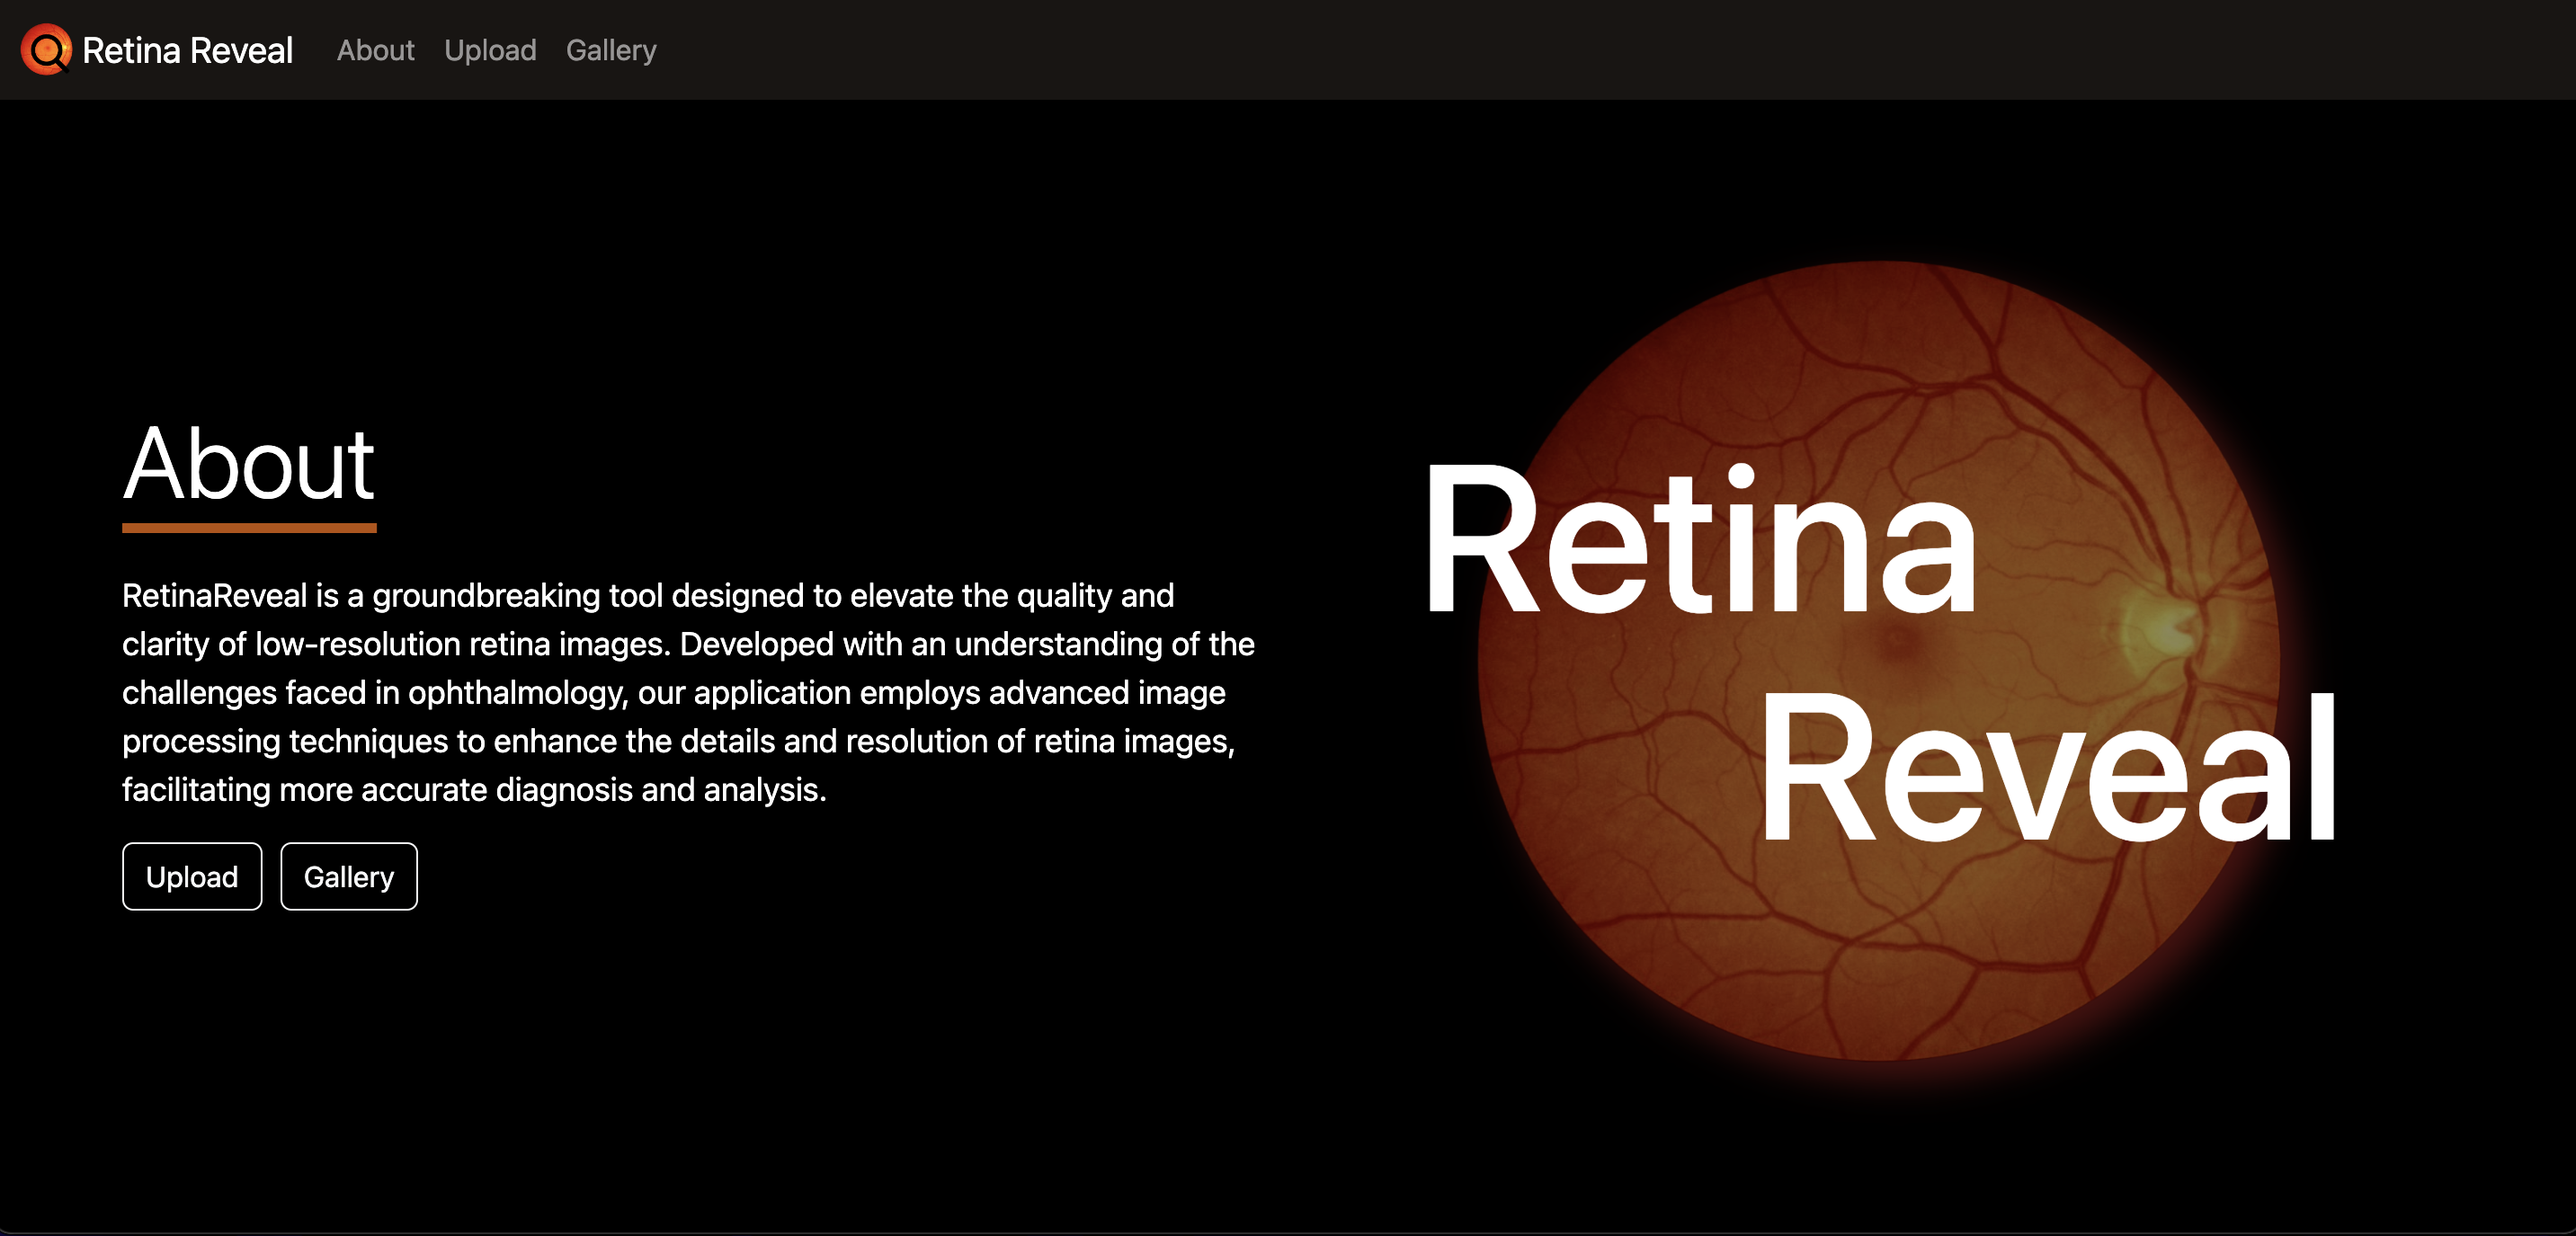 Retina Reveal About Upload Gallery
About
RetinaReveal is a groundbreaking tool designed to elevate the quality and
clarity of low-resolution retina images. Developed with an understanding of the
challenges faced in ophthalmology, our application employs advanced image
processing techniques to enhance the details and resolution of retina images,
facilitating more accurate diagnosis and analysis.
Upload Gallery
Retina
Reveal